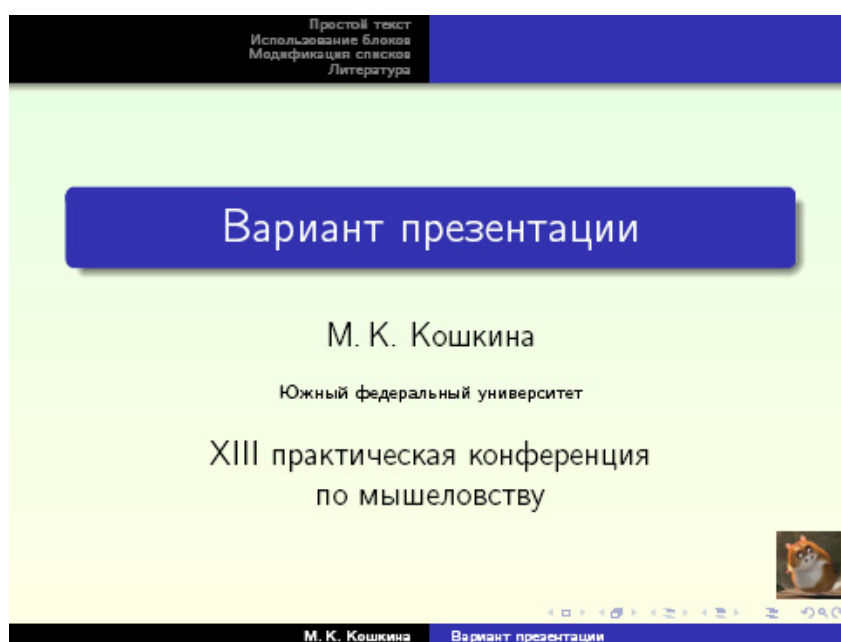 Простой текст
Использование блоков
Модификация списков
Литература
Вариант презентации
М. К. Кошкина
Южный федеральный университет
XIII практическая конференция
по мышеловству
М. К. Кошкина Вариант презентации